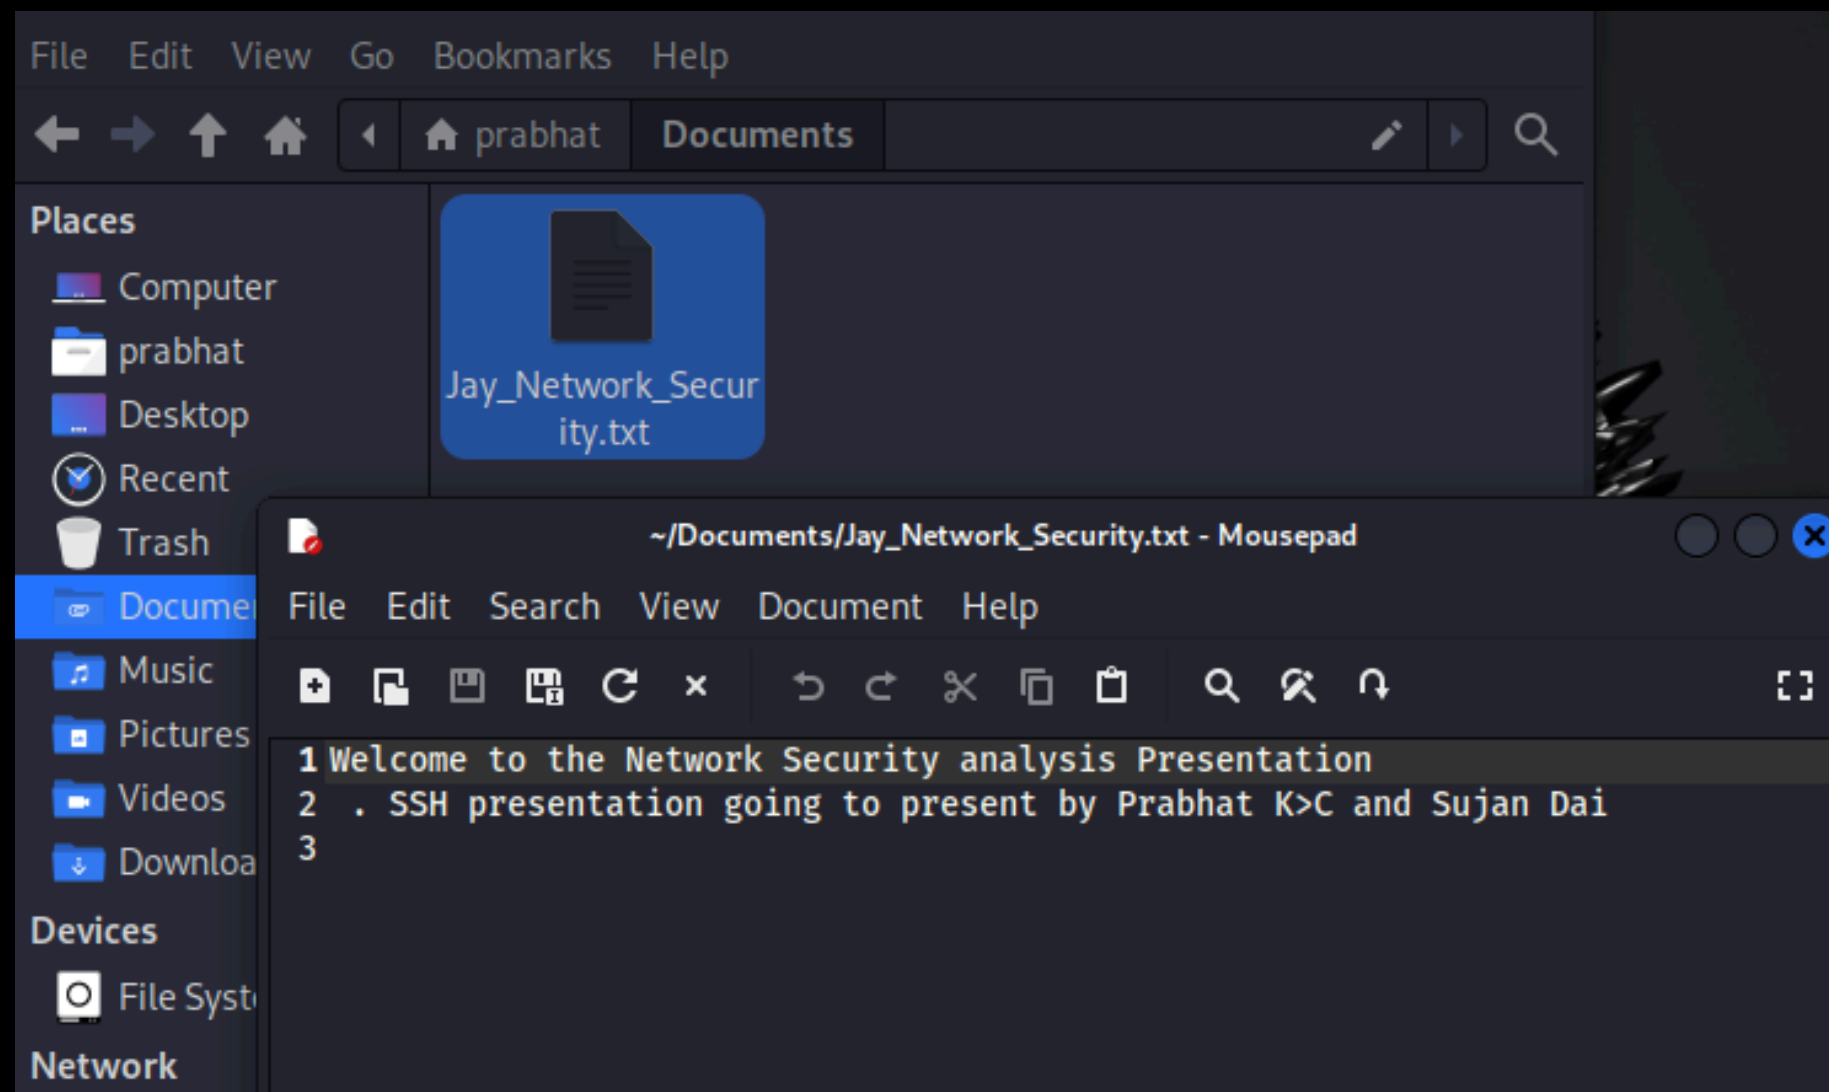 File Edit View Go Bookmarks Help
prabhat Documents
Places
Computer
prabhat
Desktop
Recent
Trash
Docume
Music
Pictures
Videos
Downloa
Devices
File Syst
Network
Jay_Network_Secur
ity.txt
~/Documents/Jay_Network_Security.txt - Mousepad
File Edit Search View Document Help
1 Welcome to the Network Security analysis Presentation
2 . SSH presentation going to present by Prabhat K>C and Sujan Dai
3